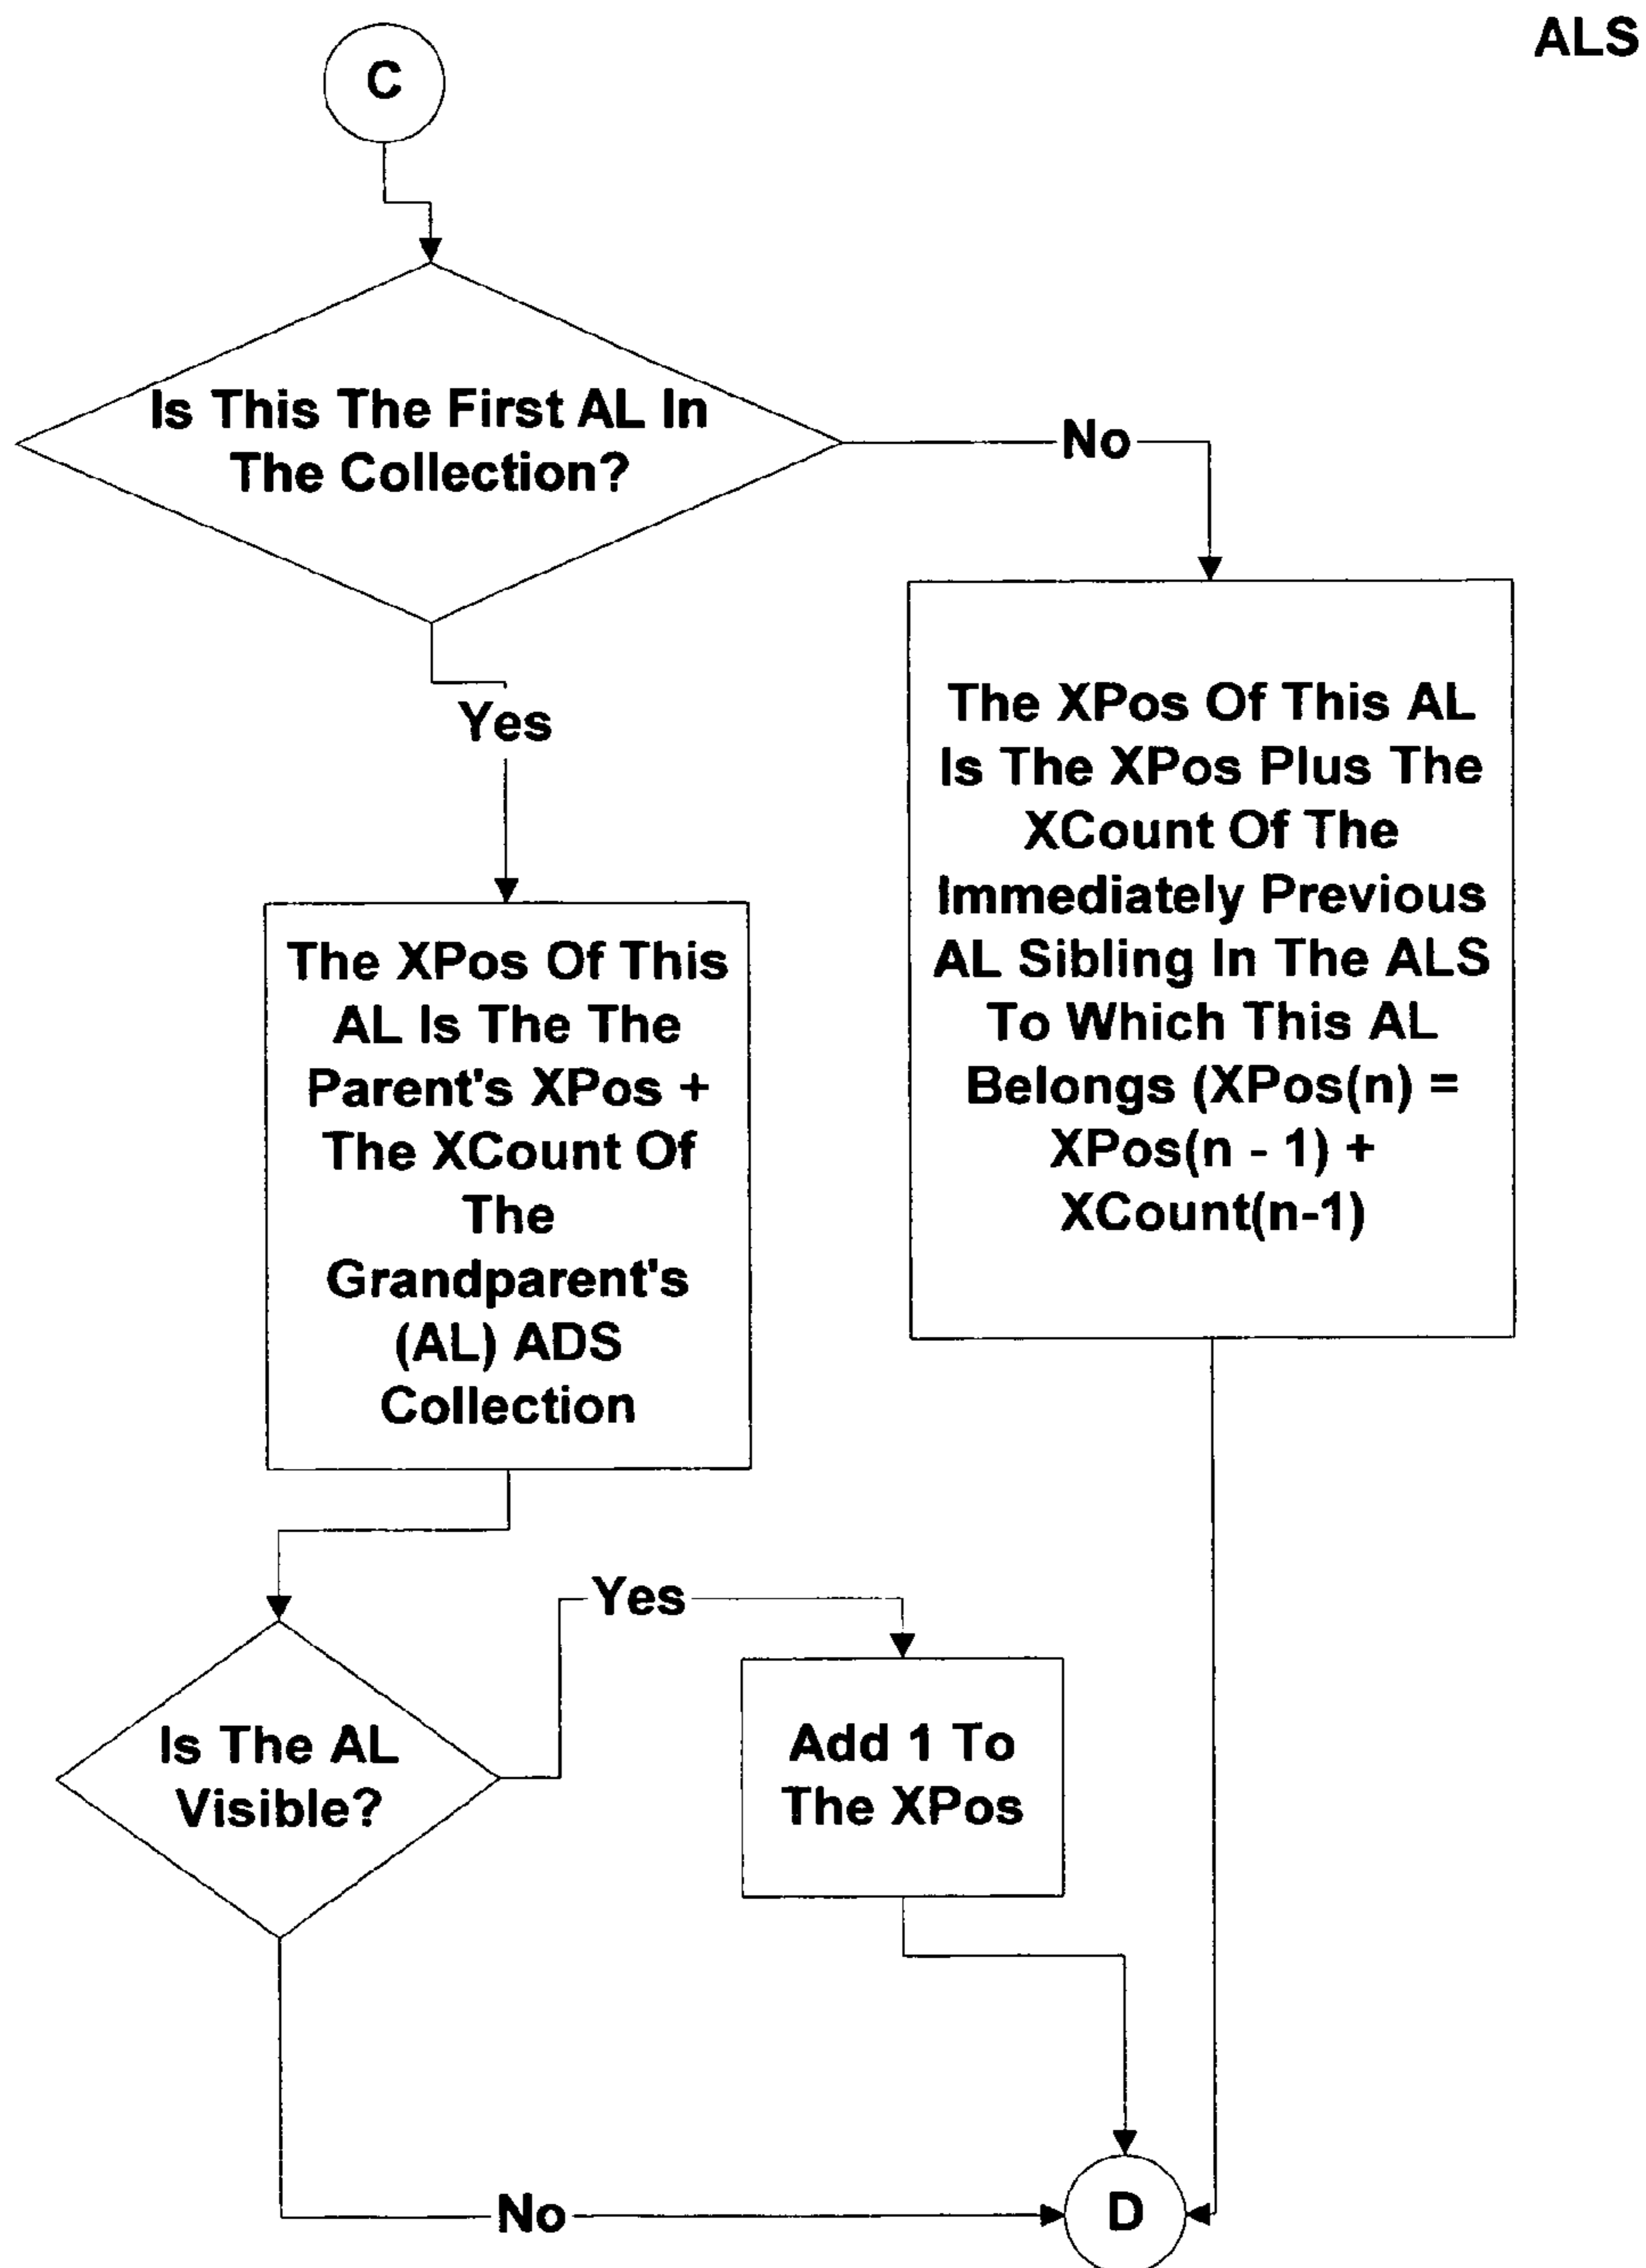 ALS
C
Is This The First AL In
The Collection?
No
Yes
The XPos Of This AL
Is The XPos Plus The
XCount Of The
Immediately Previous
AL Sibling In The ALS
To Which This AL
Belongs (XPos(n) =
XPos(n - 1) +
XCount(n-1)
The XPos Of This
AL Is The The
Parent's XPos +
The XCount Of
The
Grandparent's
(AL) ADS
Collection
Yes
Is The AL
Visible?
Add 1 To
The XPos
No
D